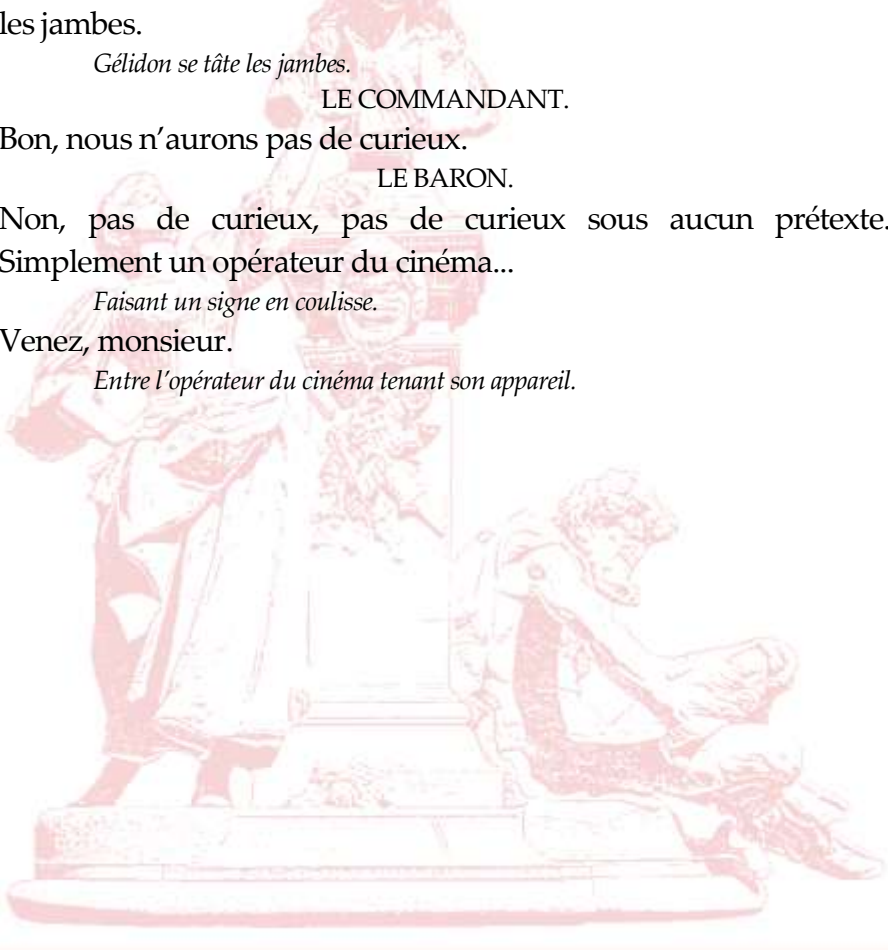 les jambes.
Gélidon se tâte les jambes.
LE COMMANDANT.
Bon, nous n’aurons pas de curieux.
LE BARON.
Non, pas de curieux, pas de curieux sous aucun prétexte.
Simplement un opérateur du cinéma...
Faisant un signe en coulisse.
Venez, monsieur.
Entre l’opérateur du cinéma tenant son appareil.